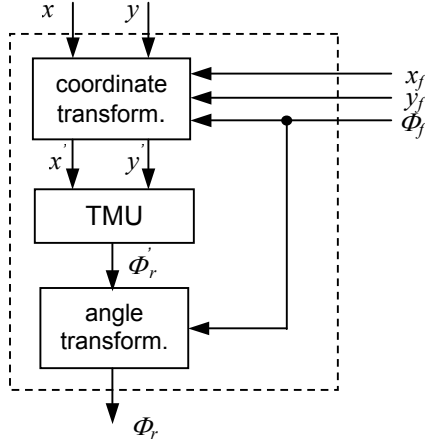 x y
coordinate
transform.
x_f
y_f
Φ_f
x' y'
TMU
Φ'_r
angle
transform.
Φ_r